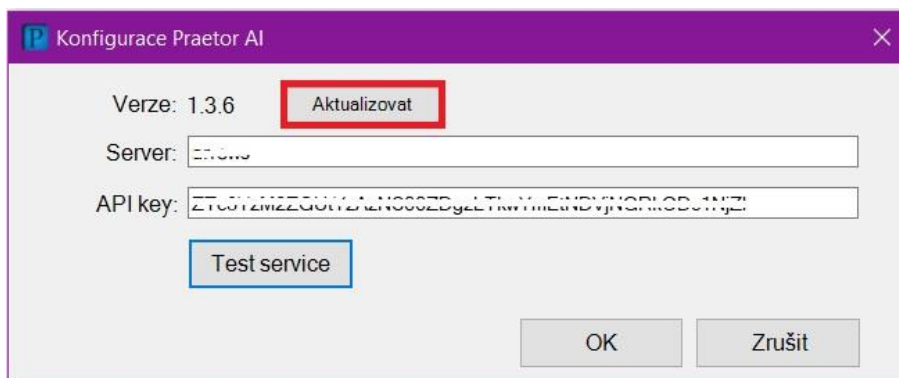 Konfigurace Praetor AI
Verze: 1.3.6 Aktualizovat
Server:
API key:
Test service
OK Zrušit